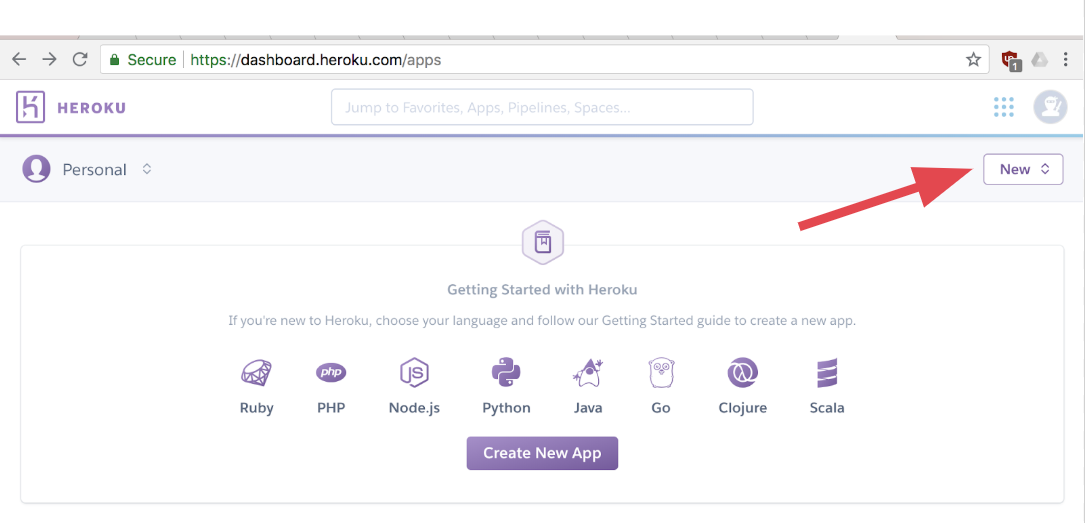 Secure https://dashboard.heroku.com/apps
1
HEROKU
Jump to Favorites, Apps, Pipelines, Spaces...
Personal
New
Getting Started with Heroku
If you're new to Heroku, choose your language and follow our Getting Started guide to create a new app.
php
JS
Ruby PHP Node.js Python Java Go Clojure Scala
Create New App